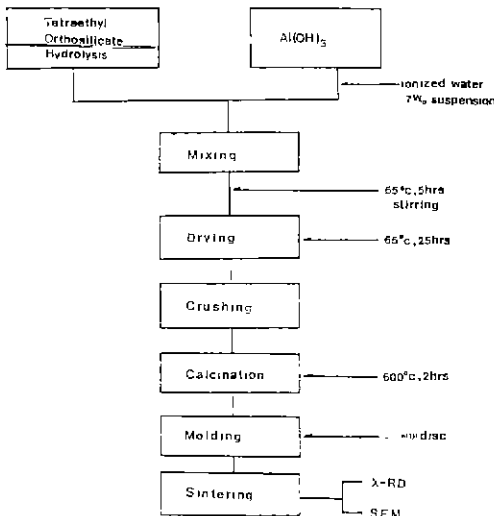 Tetraethyl
Orthosilicate
Hydrolysis
Al(OH)3
ionized water
suspension
Mixing
65°c, 5hrs
stirring
Drying
65°c, 25hrs
Crushing
Calcination
600°c, 2hrs
Molding
disc
Sintering
X-RD
SEM